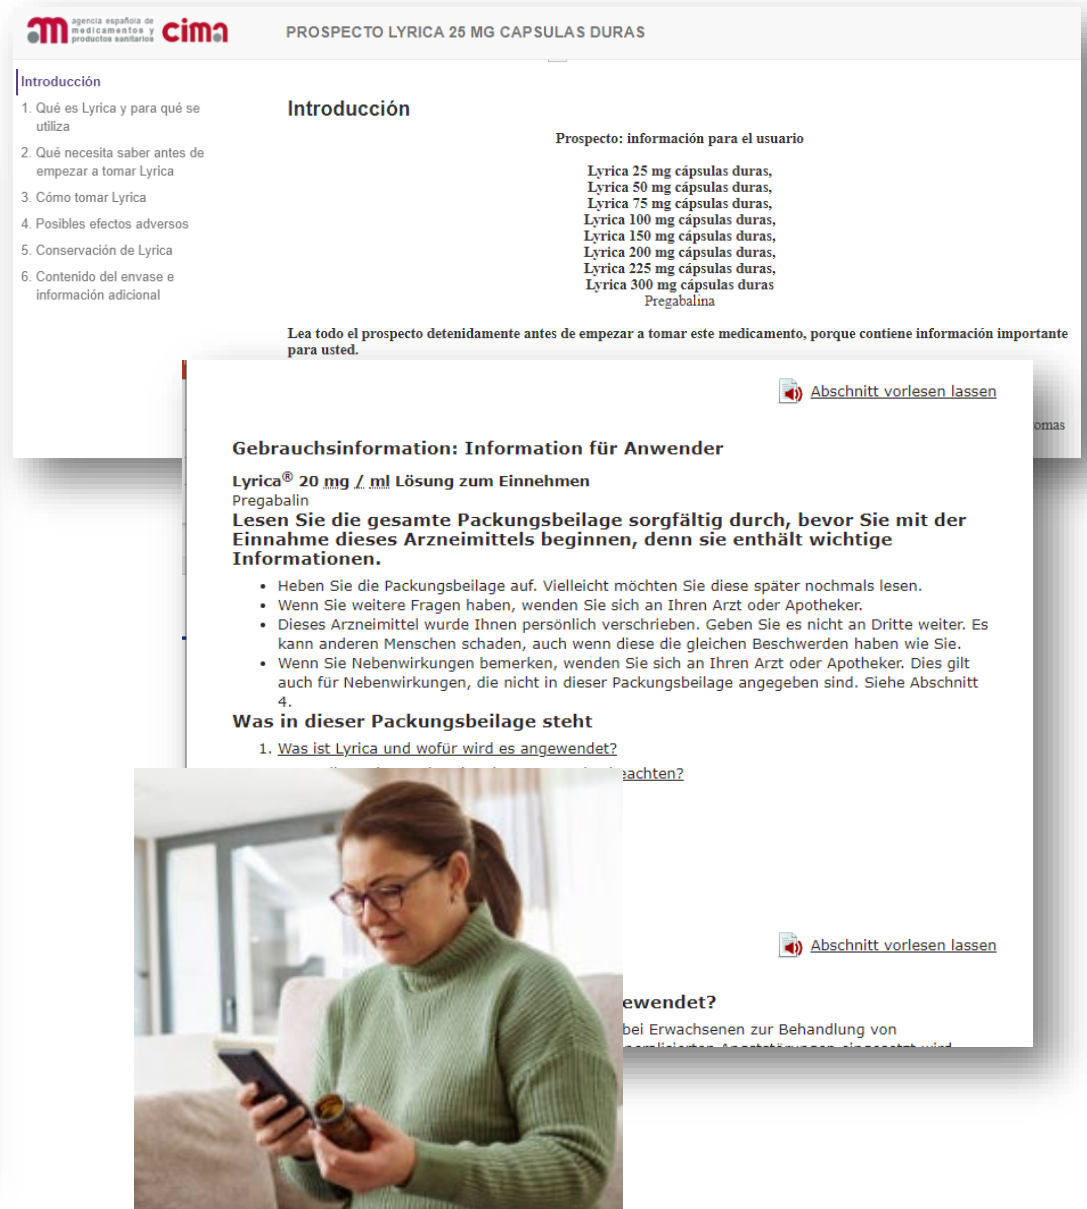 agencia española de
medicamentos y
productos sanitarios
cima
PROSPECTO LYRICA 25 MG CAPSULAS DURAS
Introducción
1. Qué es Lyrica y para qué se
utiliza
2. Qué necesita saber antes de
empezar a tomar Lyrica
3. Cómo tomar Lyrica
4. Posibles efectos adversos
5. Conservación de Lyrica
6. Contenido del envase e
información adicional
Introducción
Prospecto: información para el usuario
Lyrica 25 mg cápsulas duras,
Lyrica 50 mg cápsulas duras,
Lyrica 75 mg cápsulas duras,
Lyrica 100 mg cápsulas duras,
Lyrica 150 mg cápsulas duras,
Lyrica 200 mg cápsulas duras,
Lyrica 225 mg cápsulas duras,
Lyrica 300 mg cápsulas duras
Pregabalina
Lea todo el prospecto detenidamente antes de empezar a tomar este medicamento, porque contiene información importante
para usted.
omas
Abschnitt vorlesen lassen
Gebrauchsinformation: Information für Anwender
Lyrica® 20 mg / ml Lösung zum Einnehmen
Pregabalin
Lesen Sie die gesamte Packungsbeilage sorgfältig durch, bevor Sie mit der
Einnahme dieses Arzneimittels beginnen, denn sie enthält wichtige
Informationen.
• Heben Sie die Packungsbeilage auf. Vielleicht möchten Sie diese später nochmals lesen.
• Wenn Sie weitere Fragen haben, wenden Sie sich an Ihren Arzt oder Apotheker.
• Dieses Arzneimittel wurde Ihnen persönlich verschrieben. Geben Sie es nicht an Dritte weiter. Es
kann anderen Menschen schaden, auch wenn diese die gleichen Beschwerden haben wie Sie.
• Wenn Sie Nebenwirkungen bemerken, wenden Sie sich an Ihren Arzt oder Apotheker. Dies gilt
auch für Nebenwirkungen, die nicht in dieser Packungsbeilage angegeben sind. Siehe Abschnitt
4.
Was in dieser Packungsbeilage steht
1. Was ist Lyrica und wofür wird es angewendet?
eachten?
Abschnitt vorlesen lassen
ewendet?
bei Erwachsenen zur Behandlung von